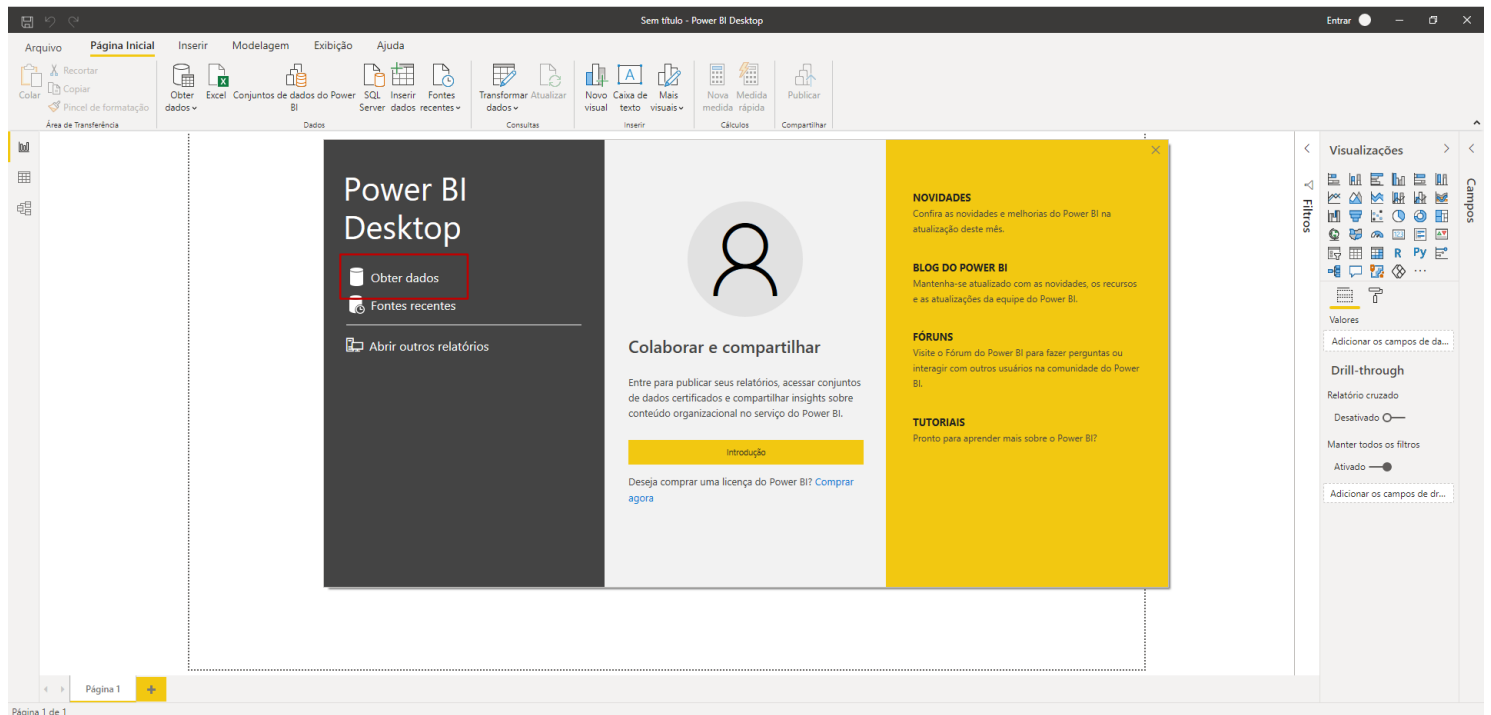 Sem título - Power BI Desktop
Entrar
Arquivo Página Inicial Inserir Modelagem Exibição Ajuda
Colar
Recortar
Copiar
Pincel de formatação
Área de Transferência
Obter dados
Excel
Conjuntos de dados do Power BI
SQL Server
Inserir dados
Fontes recentes
Dados
Transformar dados
Atualizar
Consultas
Novo visual
Caixa de texto
Mais visuais
Inserir
Nova medida
Medida rápida
Cálculos
Publicar
Compartilhar
Power BI
Desktop
Obter dados
Fontes recentes
Abrir outros relatórios
Colaborar e compartilhar
Entre para publicar seus relatórios, acessar conjuntos
de dados certificados e compartilhar insights sobre
conteúdo organizacional no serviço do Power BI.
Introdução
Deseja comprar uma licença do Power BI? Comprar
agora
NOVIDADES
Confira as novidades e melhorias do Power BI na
atualização deste mês.
BLOG DO POWER BI
Mantenha-se atualizado com as novidades, os recursos
e as atualizações da equipe do Power BI.
FÓRUNS
Visite o Fórum do Power BI para fazer perguntas ou
interagir com outros usuários na comunidade do Power
BI.
TUTORIAIS
Pronto para aprender mais sobre o Power BI?
Filtros
Visualizações
R Py
Valores
Adicionar os campos de da...
Drill-through
Relatório cruzado
Desativado
Manter todos os filtros
Ativado
Adicionar os campos de dr...
Campos
Página 1
Página 1 de 1